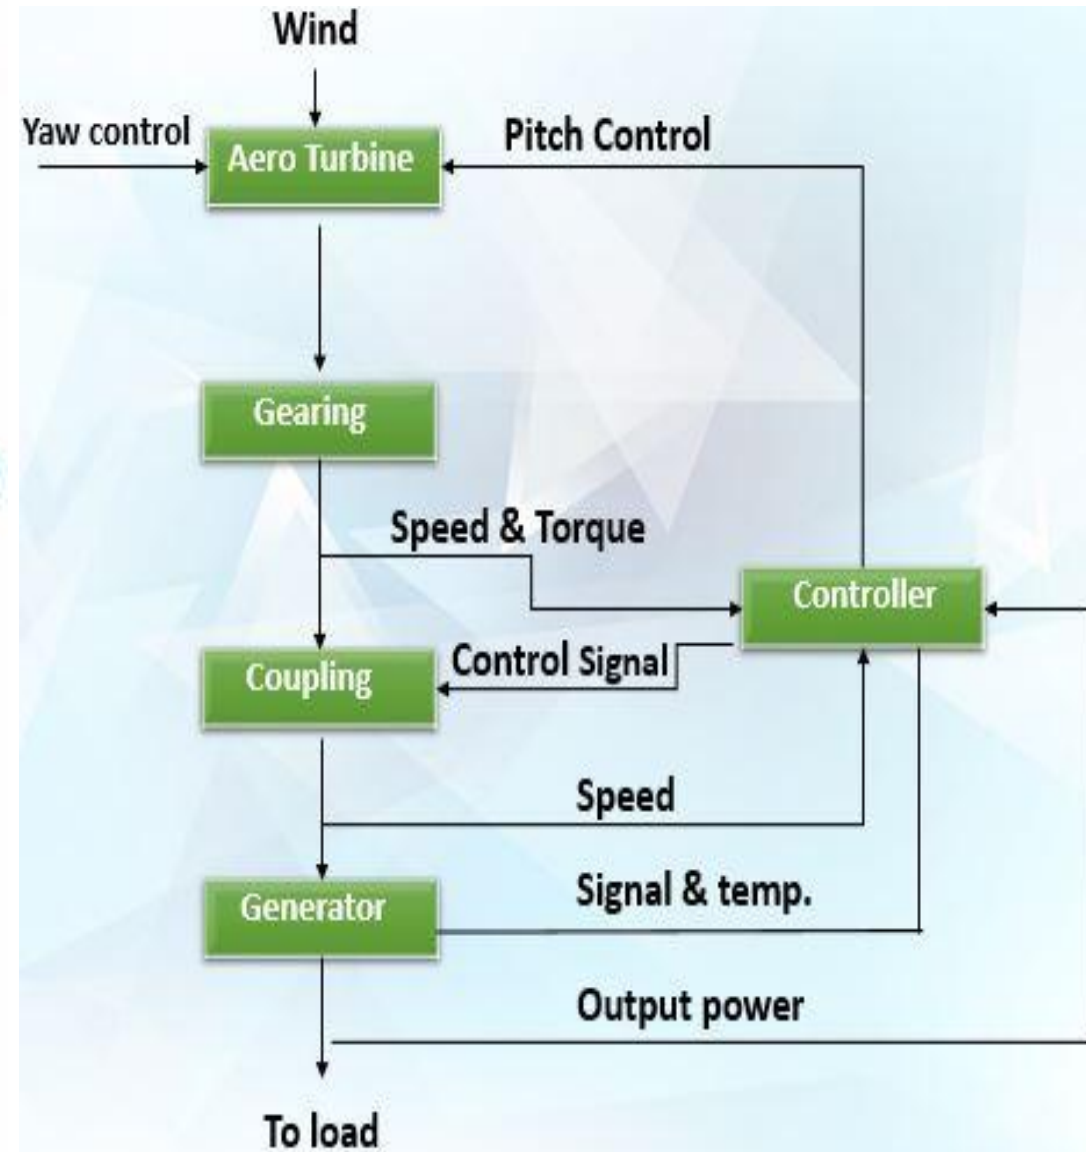 Wind
Yaw control
Pitch Control
Aero Turbine
Gearing
Speed & Torque
Controller
Control Signal
Coupling
Speed
Signal & temp.
Generator
Output power
To load